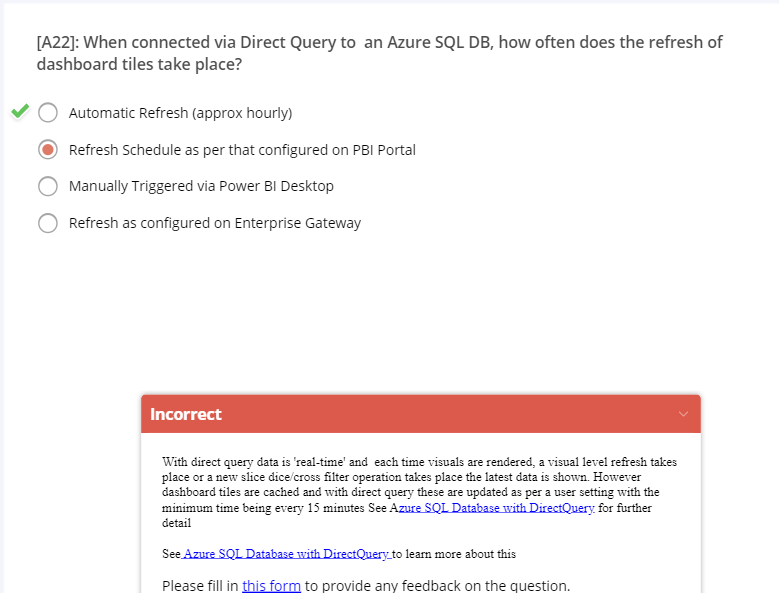 [A22]: When connected via Direct Query to  an Azure SQL DB, how often does the refresh of
dashboard tiles take place?
Automatic Refresh (approx hourly)
Refresh Schedule as per that configured on PBI Portal
Manually Triggered via Power BI Desktop
Refresh as configured on Enterprise Gateway
Incorrect
With direct query data is 'real-time' and  each time visuals are rendered, a visual level refresh takes
place or a new slice dice/cross filter operation takes place the latest data is shown. However
dashboard tiles are cached and with direct query these are updated as per a user setting with the
minimum time being every 15 minutes See Azure SQL Database with DirectQuery for further
detail
See Azure SQL Database with DirectQuery to learn more about this
Please fill in this form to provide any feedback on the question.